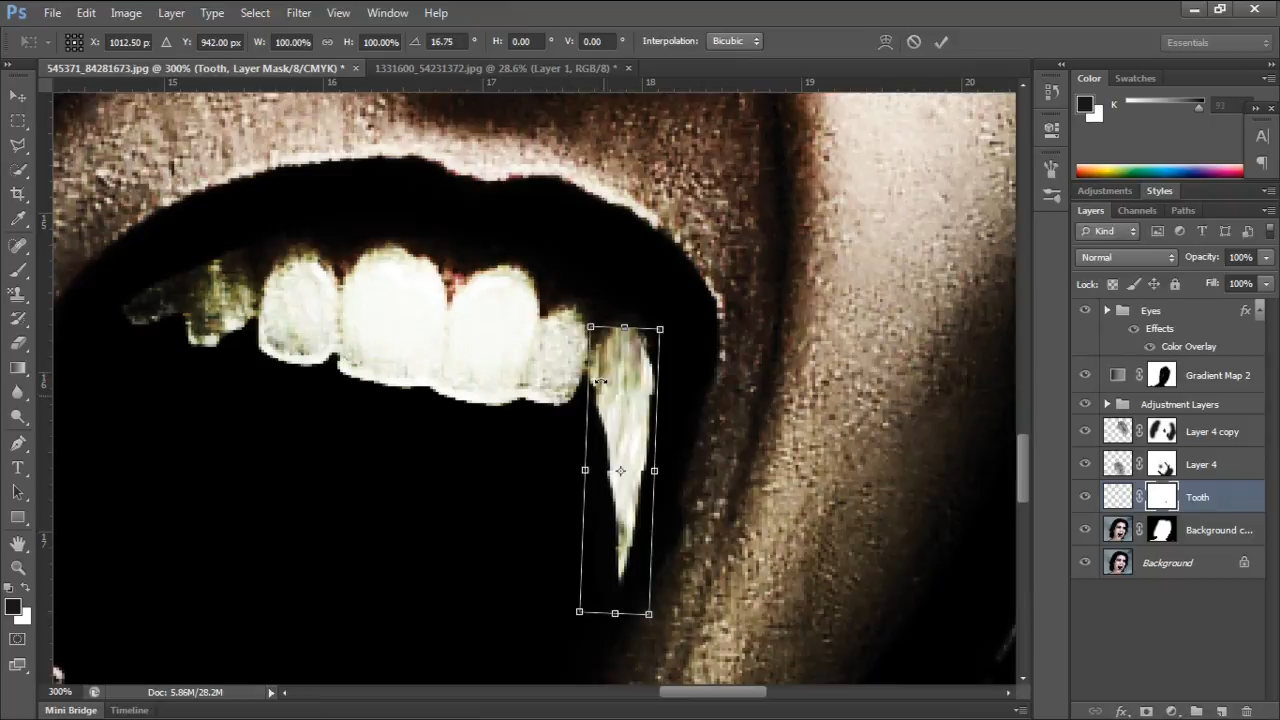 Ps File Edit Image Layer Type Select Filter View Window Help
X: 1012.50 p: Y: 942.00 px W: 100.00% H: 100.00% 16.75 ° H: 0.00 ° V: 0.00 ° Interpolation: Bicubic Essentials
545371_84281673.jpg @ 300% (Tooth, Layer Mask/8/CMYK) * × 1331600_54231372.jpg @ 28.6% (Layer 1, RGB/8) * ×
15 16 17 18 19 20
15
16
17
Color Swatches
K 93 %
A
Adjustments Styles
Layers Channels Paths
Kind
Normal Opacity: 100%
Lock: Fill: 100%
Eyes fx
Effects
Color Overlay
Gradient Map 2
Adjustment Layers
Layer 4 copy
Layer 4
Tooth
Background c...
Background
300% Doc: 5.86M/28.2M
Mini Bridge Timeline